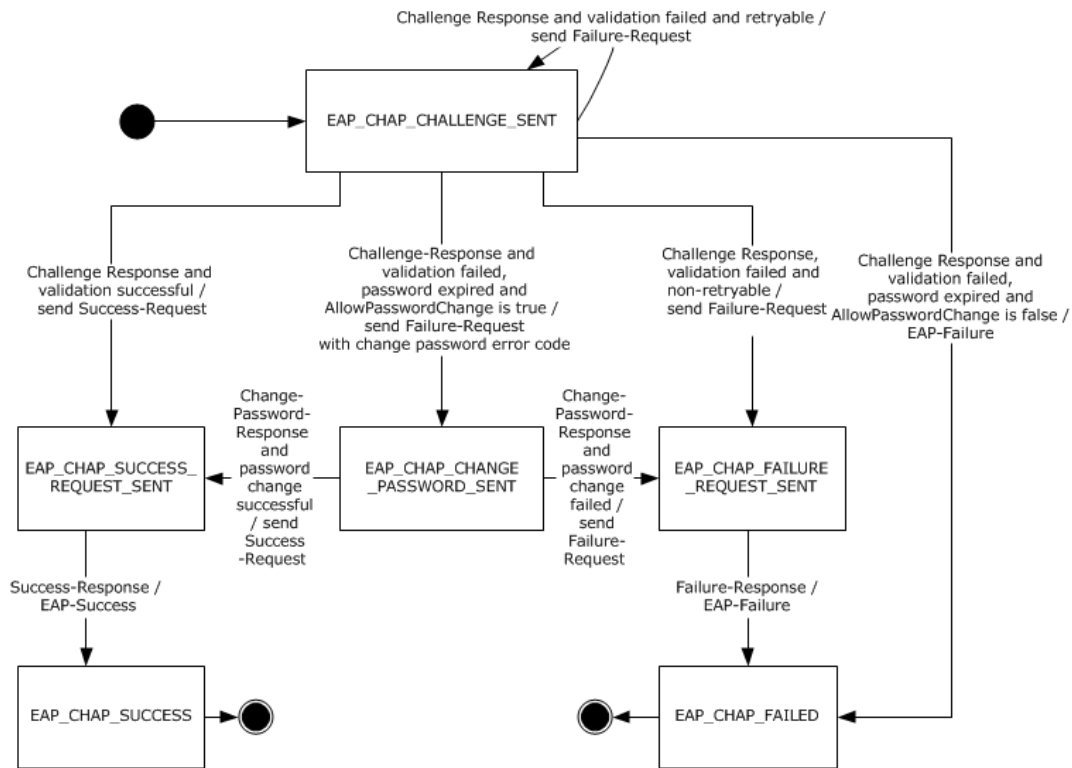 Challenge Response and validation failed and retryable /
send Failure-Request
EAP_CHAP_CHALLENGE_SENT
Challenge Response and
validation successful /
send Success-Request
Challenge-Response and
validation failed,
password expired and
AllowPasswordChange is true /
send Failure-Request
with change password error code
Challenge Response,
validation failed and
non-retryable /
send Failure-Request
Challenge Response and
validation failed,
password expired and
AllowPasswordChange is false /
EAP-Failure
EAP_CHAP_SUCCESS_
REQUEST_SENT
Change-
Password-
Response
and
password
change
successful
/ send
Success
-Request
EAP_CHAP_CHANGE
_PASSWORD_SENT
Change-
Password-
Response
and
password
change
failed /
send
Failure-
Request
EAP_CHAP_FAILURE
_REQUEST_SENT
Success-Response /
EAP-Success
Failure-Response /
EAP-Failure
EAP_CHAP_SUCCESS
EAP_CHAP_FAILED